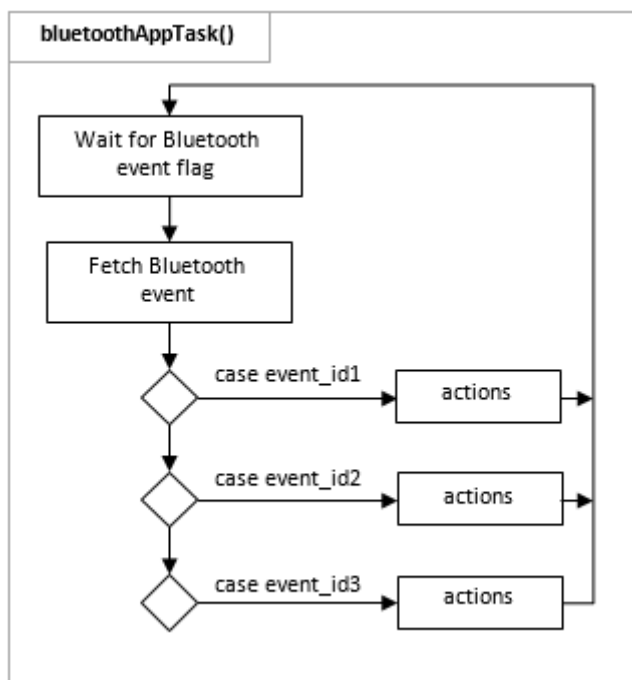 bluetoothAppTask()
Wait for Bluetooth
event flag
Fetch Bluetooth
event
case event_id1
actions
case event_id2
actions
case event_id3
actions